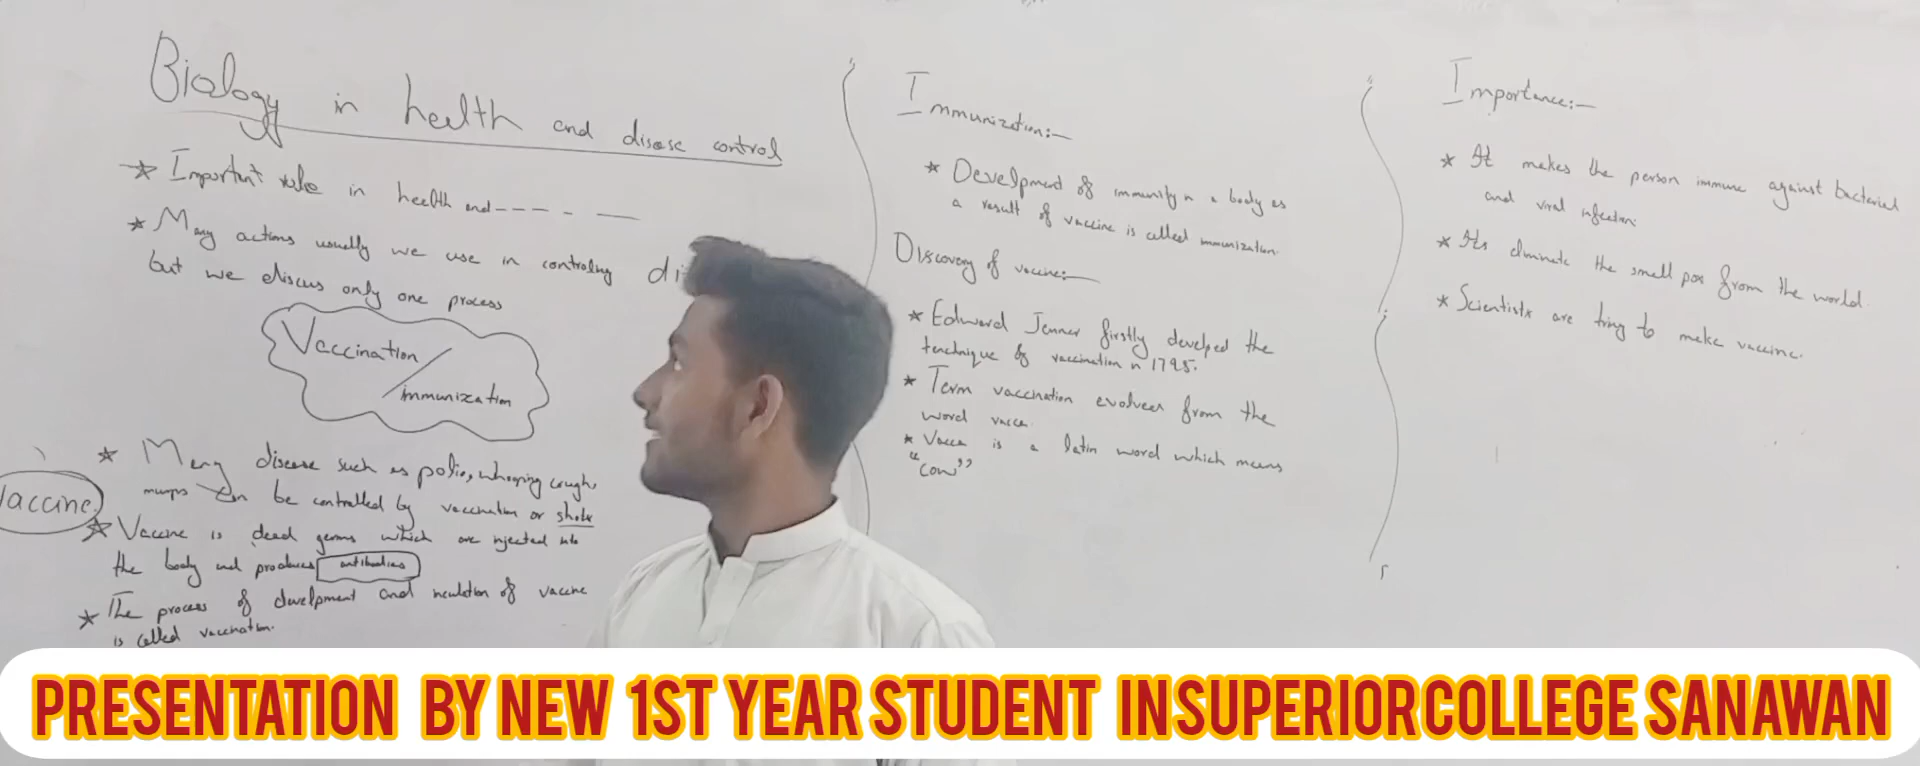 Biology in health and disease control
* Important role in health and - - - - - —
* Many actions usually we use in controling di
but we discus only one process
Vaccination/
immunization
* Many disease such as polio, whooping cough,
mumps can be controlled by vaccination or shots
vaccine
* Vaccine is dead germs which are injected into
the body and produces antibodies
* The process of develpment and of vaccine
is called vaccination.
Immunization:—
* Develpment of immunity in a body as
a result of vaccine is called immunization.
Discovery of vaccine:—
* Edward Jenner firstly develped the
technique of vaccination in 1795.
* Term vaccination evolves from the
word vacca.
* Vacca is a latin word which means
"cow"
Importance:—
* It makes the person immune against bacterial
and viral infection.
* Its eliminate the small pox from the world.
* Scientists are tring to make vaccine.
PRESENTATION BY NEW 1ST YEAR STUDENT IN SUPERIOR COLLEGE SANAWAN